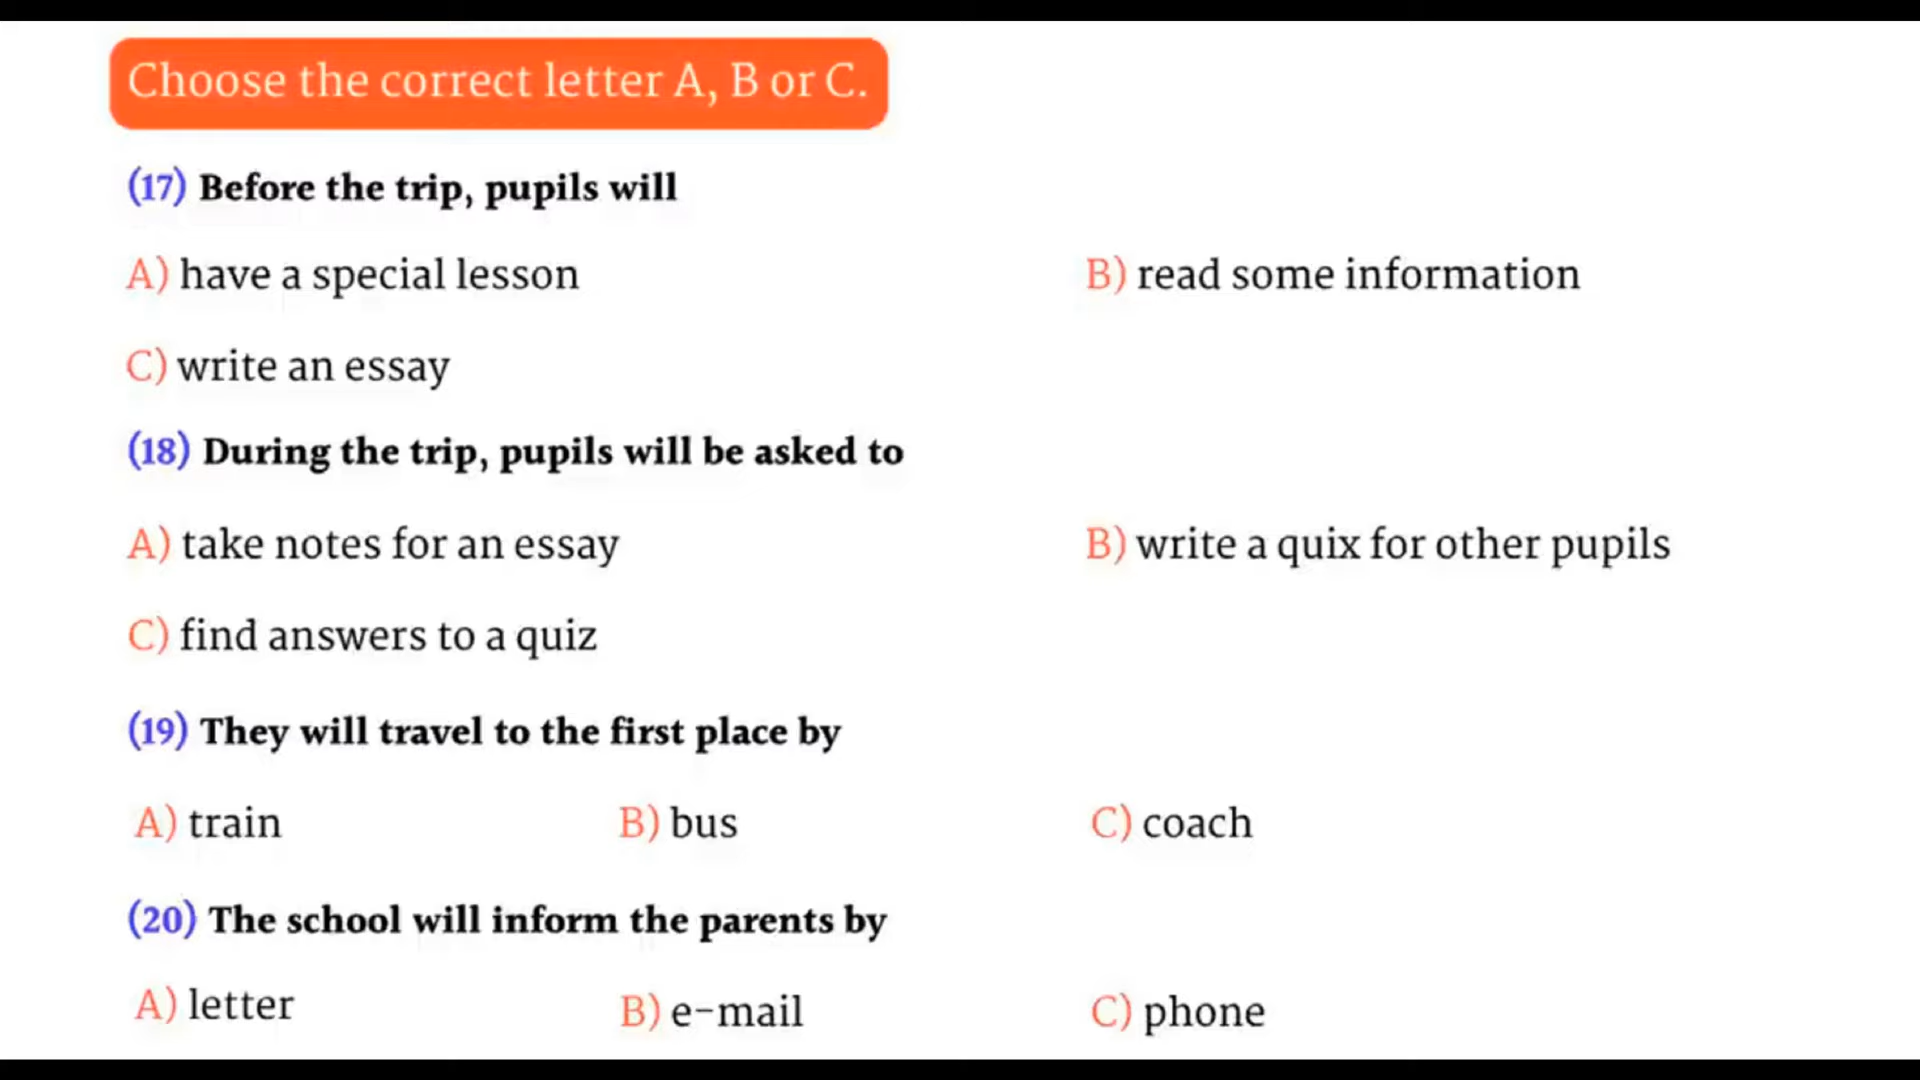 Choose the correct letter A, B or C.
(17) Before the trip, pupils will
A) have a special lesson
B) read some information
C) write an essay
(18) During the trip, pupils will be asked to
A) take notes for an essay
B) write a quix for other pupils
C) find answers to a quiz
(19) They will travel to the first place by
A) train
B) bus
C) coach
(20) The school will inform the parents by
A) letter
B) e-mail
C) phone